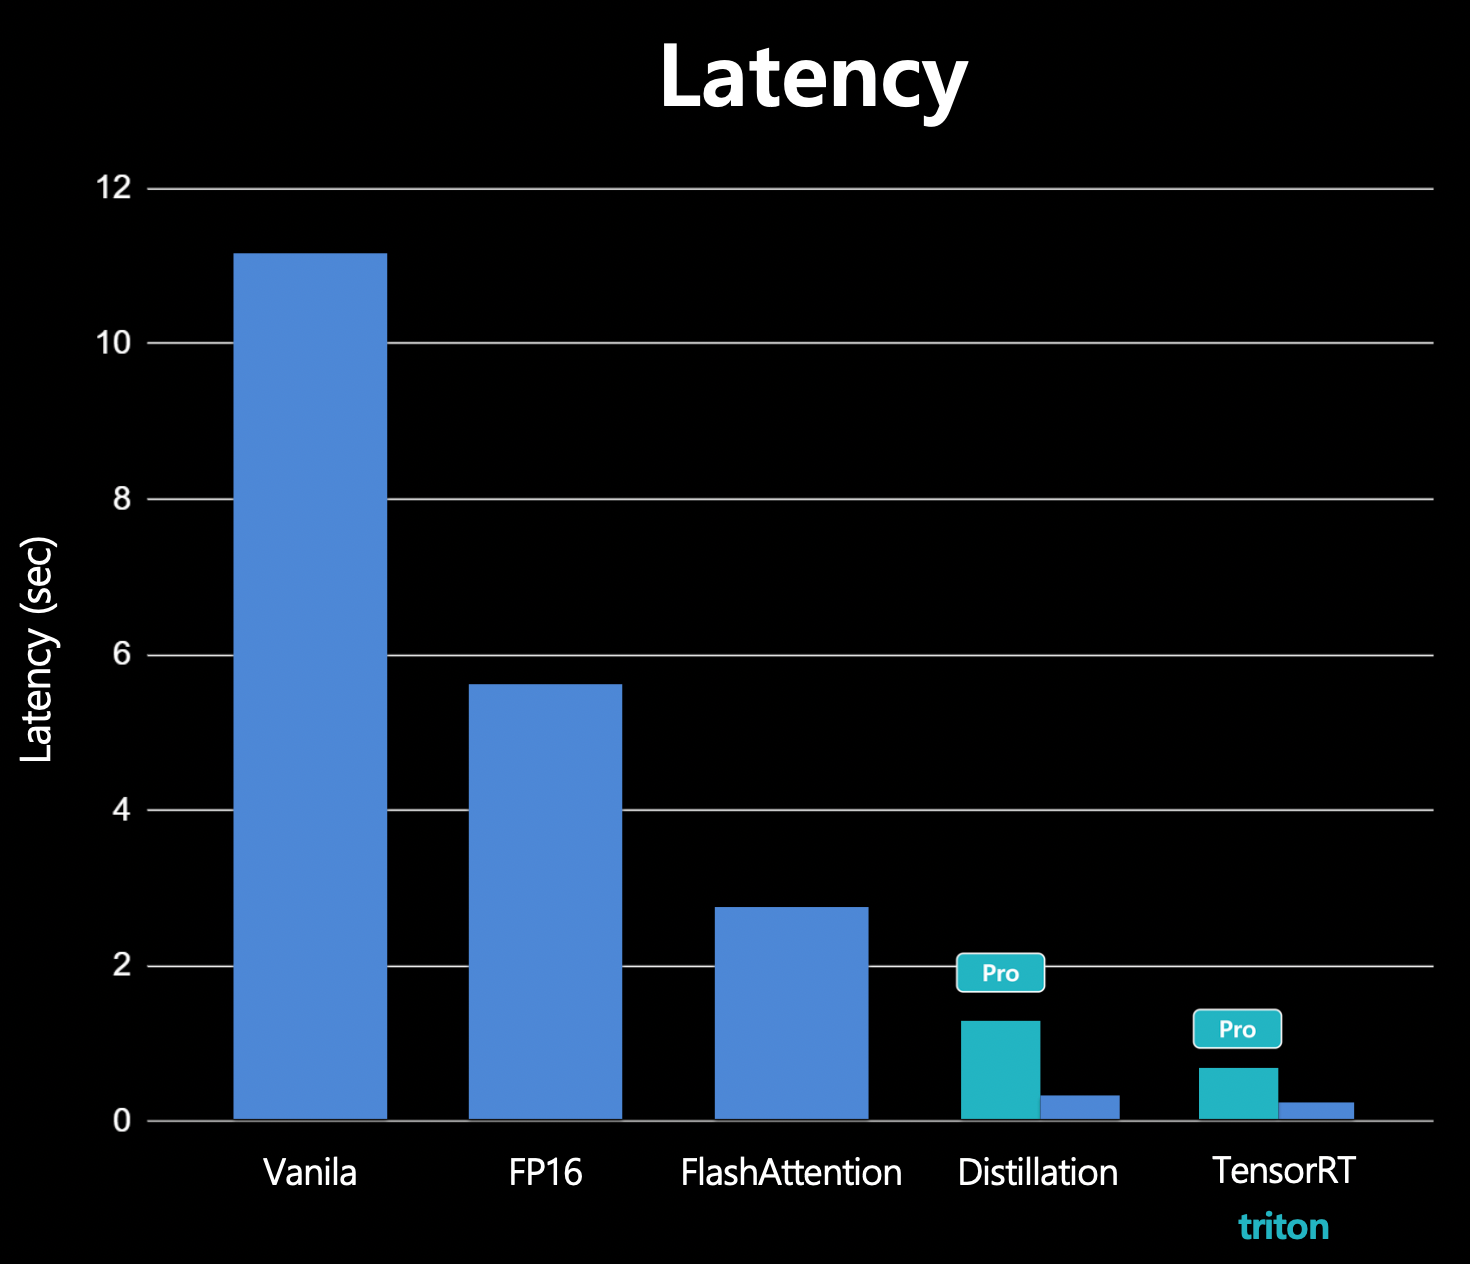 Latency
12
10
8
6
4
2
0
Latency (sec)
Pro
Pro
Vanila
FP16
FlashAttention
Distillation
TensorRT
triton